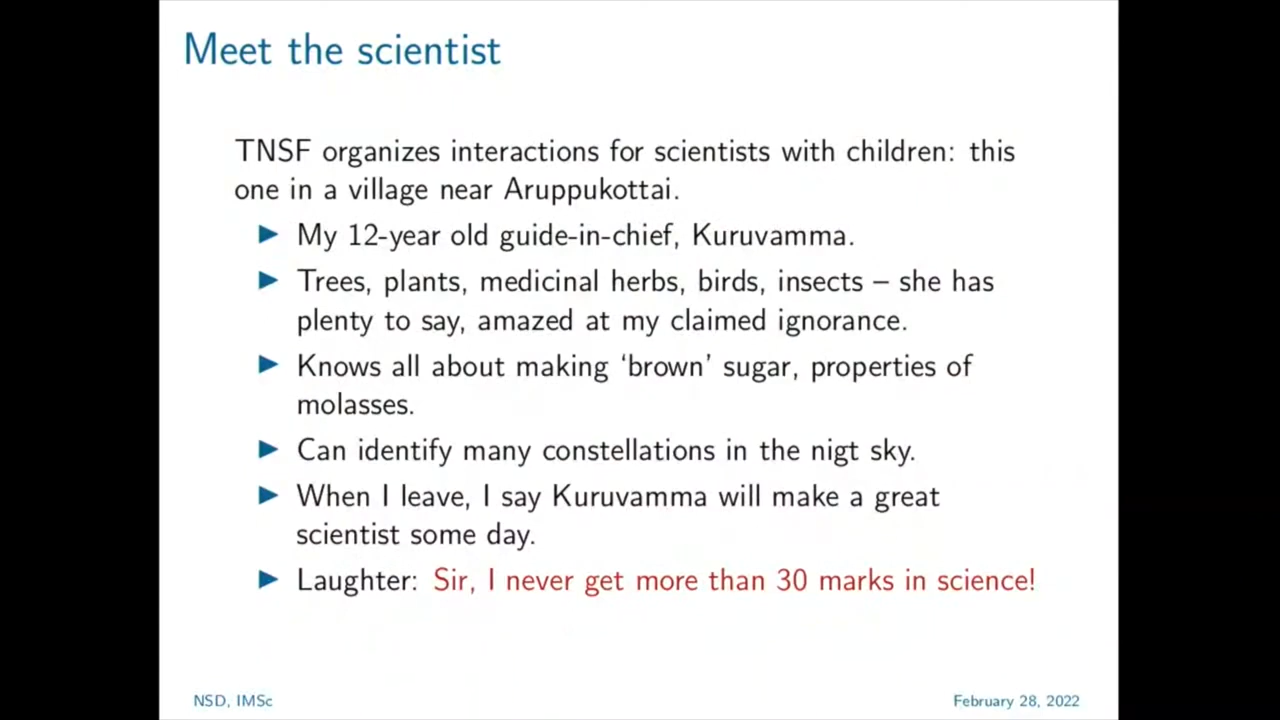 Meet the scientist
TNSF organizes interactions for scientists with children: this
one in a village near Aruppukottai.
▶ My 12-year old guide-in-chief, Kuruvamma.
▶ Trees, plants, medicinal herbs, birds, insects – she has
plenty to say, amazed at my claimed ignorance.
▶ Knows all about making ‘brown’ sugar, properties of
molasses.
▶ Can identify many constellations in the nigt sky.
▶ When I leave, I say Kuruvamma will make a great
scientist some day.
▶ Laughter: Sir, I never get more than 30 marks in science!
NSD, IMSc February 28, 2022